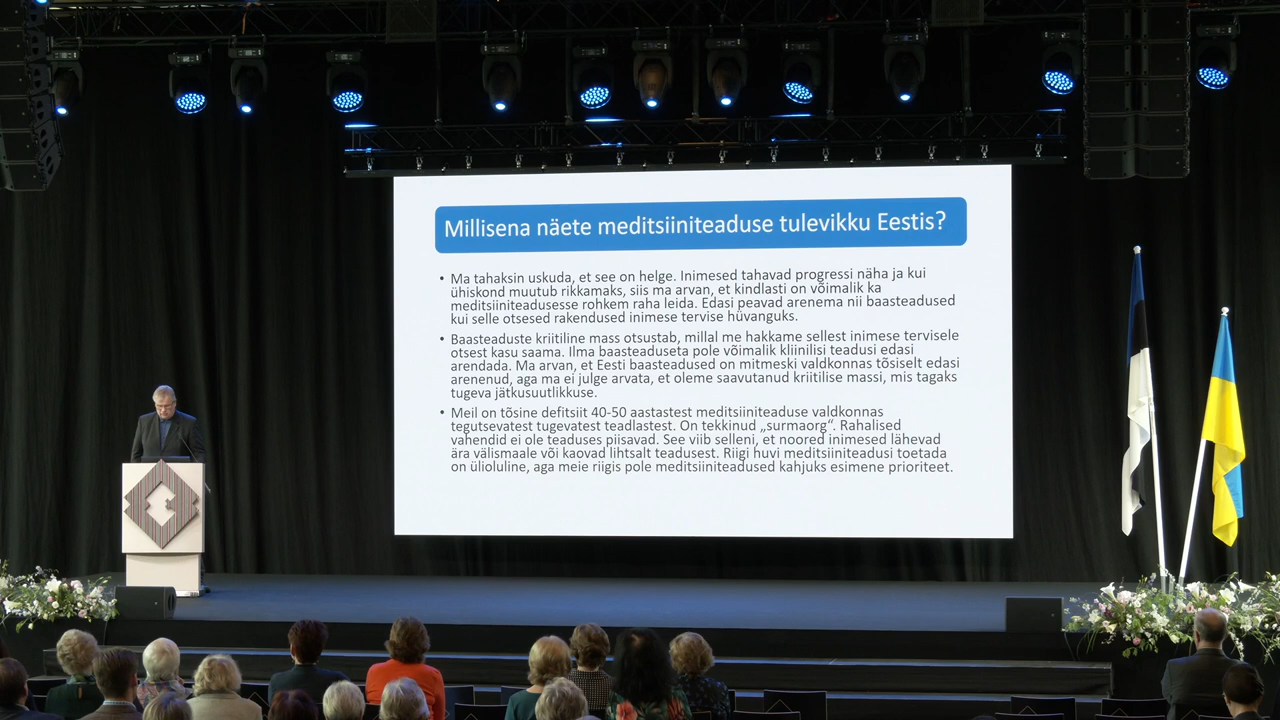 Millisena näete meditsiiniteaduse tulevikku Eestis?
• Ma tahaksin uskuda, et see on helge. Inimesed tahavad progressi näha ja kui
ühiskond muutub rikkamaks, siis ma arvan, et kindlasti on võimalik ka
meditsiiniteadusesse rohkem raha leida. Edasi peavad arenema nii baasteadused
kui selle otsesed rakendused inimese tervise hüvanguks.
• Baasteaduste kriitiline mass otsustab, millal me hakkame sellest inimese tervisele
otsest kasu saama. Ilma baasteaduseta pole võimalik kliinilisi teadusi edasi
arendada. Ma arvan, et Eesti baasteadused on mitmeski valdkonnas tõsiselt edasi
arenenud, aga ma ei julge arvata, et oleme saavutanud kriitilise massi, mis tagaks
tugeva jätkusuutlikkuse.
• Meil on tõsine defitsiit 40-50 aastastest meditsiiniteaduse valdkonnas
tegutsevatest tugevatest teadlastest. On tekkinud „surmaorg“. Rahalised
vahendid ei ole teaduses piisavad. See viib selleni, et noored inimesed lähevad
ära välismaale või kaovad lihtsalt teadusest. Riigi huvi meditsiiniteadusi toetada
on ülioluline, aga meie riigis pole meditsiiniteadused kahjuks esimene prioriteet.